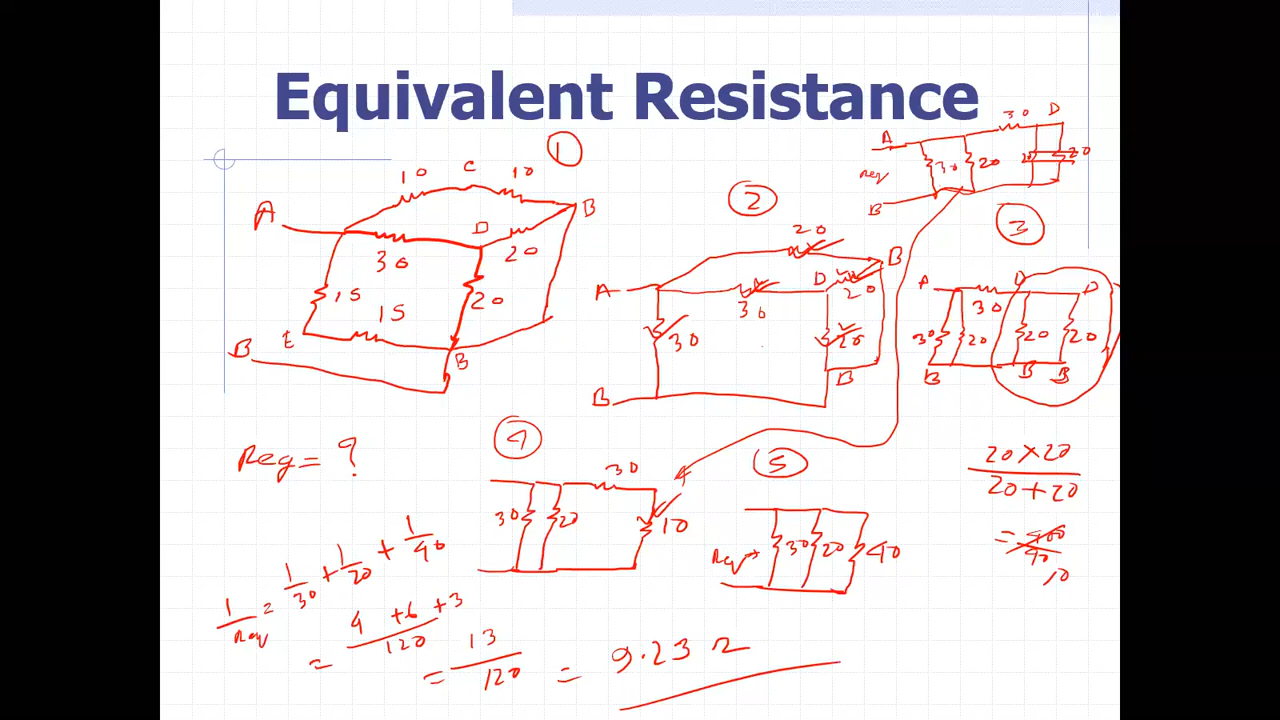 Equivalent Resistance
1
10 C 10
A
B
D
30
20
15
15
20
E
B
B
Req = ?
2
20
A
D
B
30
20
30
20
B
B
A
30 D
30
20
20
20
Req
B
3
A
D
D
30
30
20
20
20
B
B
B
4
30
30
20
10
5
Req →
30
20
40
20 × 20
20 + 20
= 400
40
10
1/Req = 1/30 + 1/20 + 1/40
= 4 + 6 + 3
120
= 13
120
= 9.23 Ω